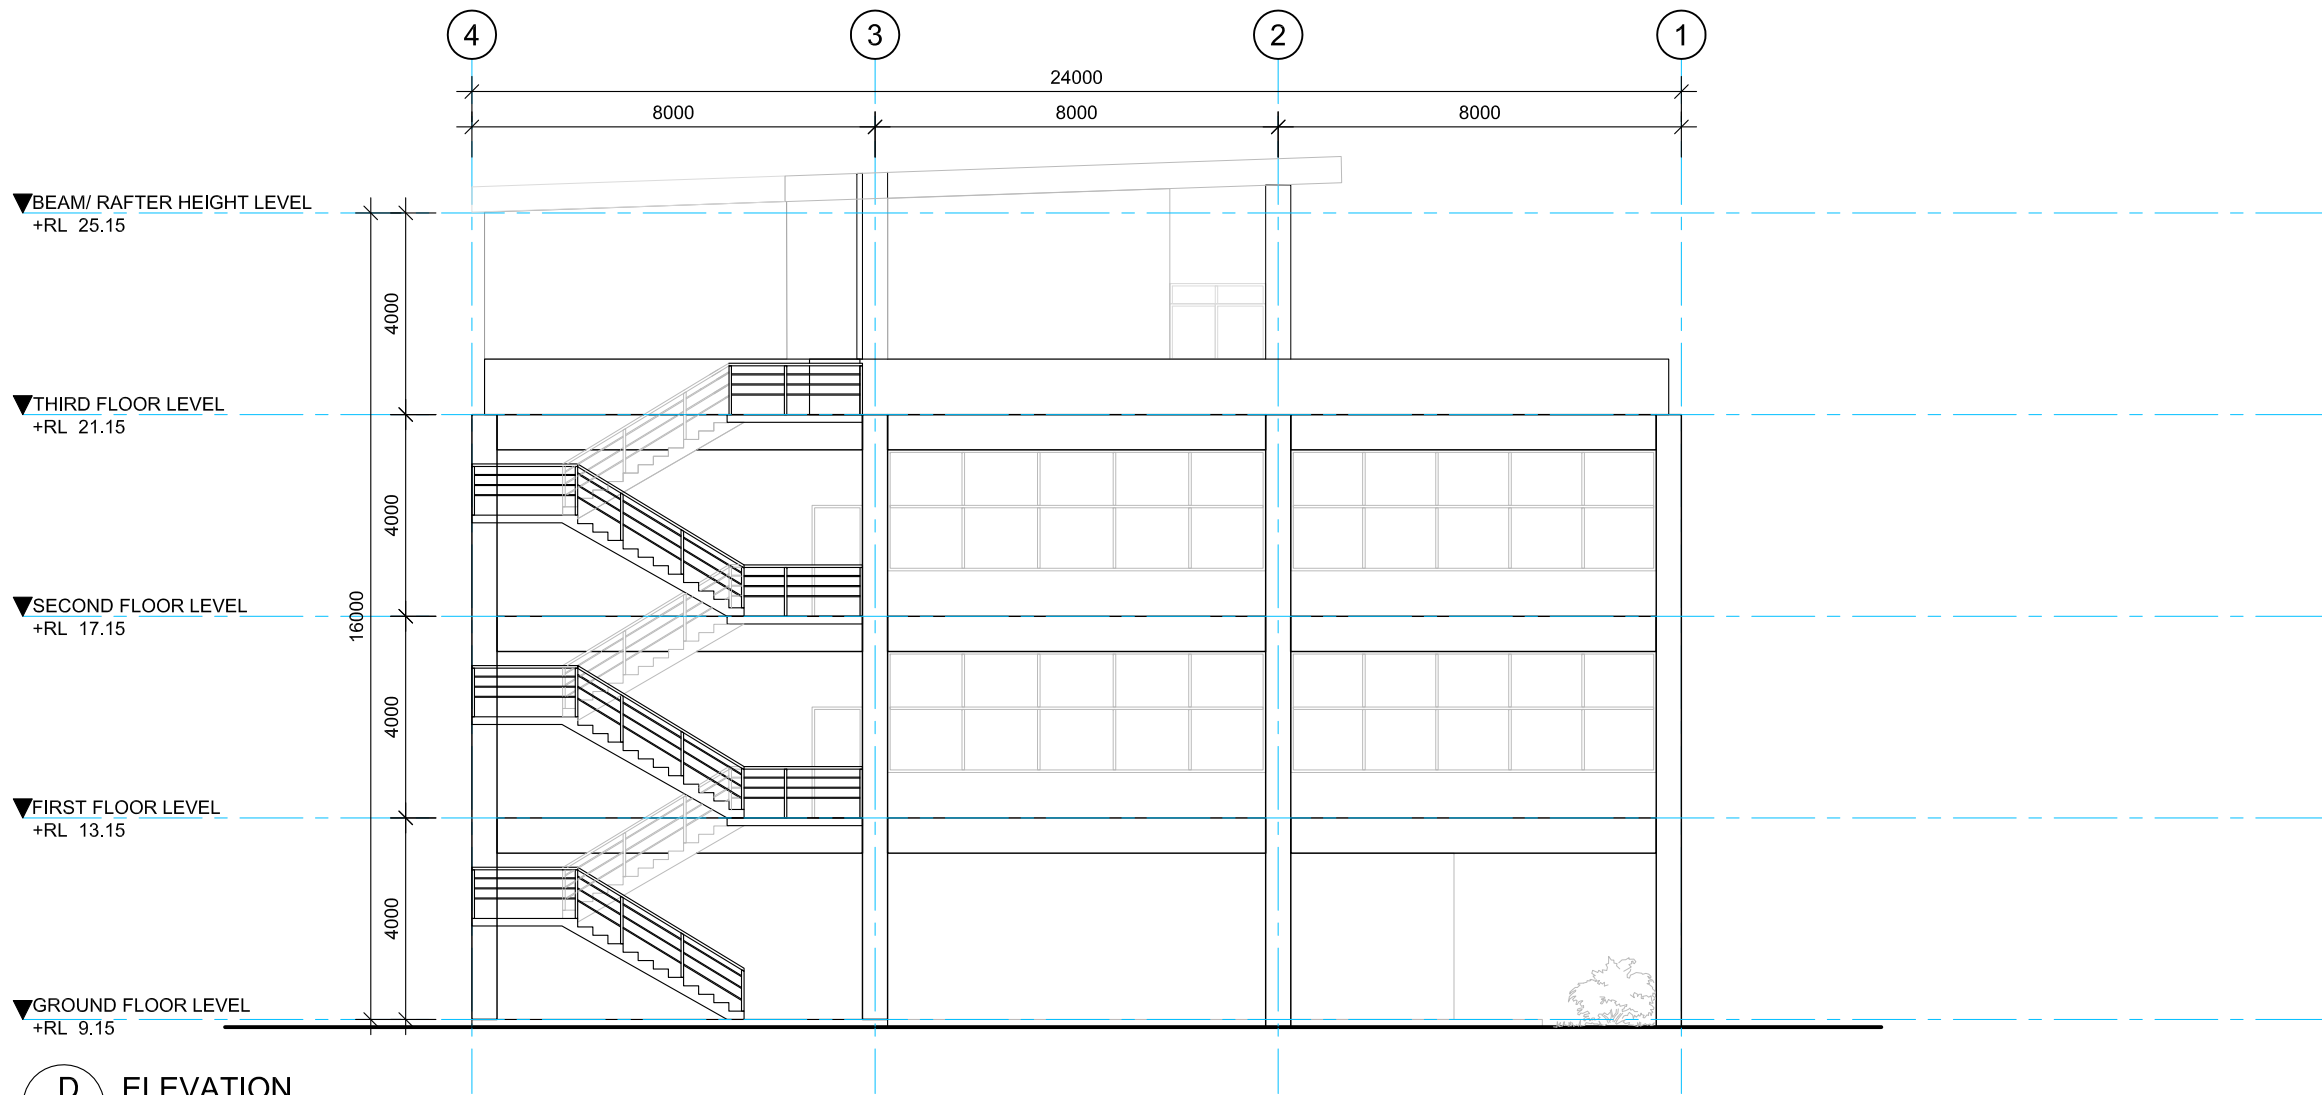 4 3 2 1
24000
8000 8000 8000
BEAM/ RAFTER HEIGHT LEVEL
+RL 25.15
4000
THIRD FLOOR LEVEL
+RL 21.15
4000
SECOND FLOOR LEVEL
+RL 17.15
16000
4000
FIRST FLOOR LEVEL
+RL 13.15
4000
GROUND FLOOR LEVEL
+RL 9.15
D ELEVATION